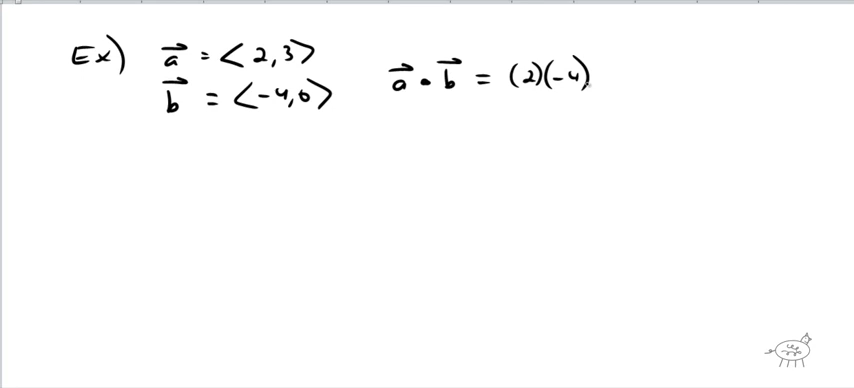 Ex) a⃗ = <2,3>
b⃗ = <-4,0>
a⃗ • b⃗ = (2)(-4)